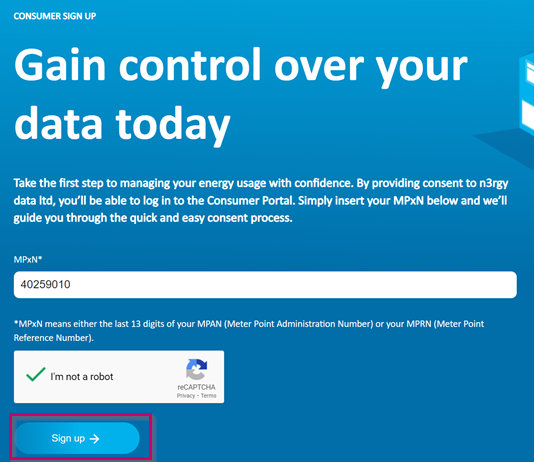 CONSUMER SIGN UP
Gain control over your
data today
Take the first step to managing your energy usage with confidence. By providing consent to n3rgy
data ltd, you'll be able to log in to the Consumer Portal. Simply insert your MPxN below and we'll
guide you through the quick and easy consent process.
MPxN*
40259010
*MPxN means either the last 13 digits of your MPAN (Meter Point Administration Number) or your MPRN (Meter Point
Reference Number).
I'm not a robot
reCAPTCHA
Privacy - Terms
Sign up →